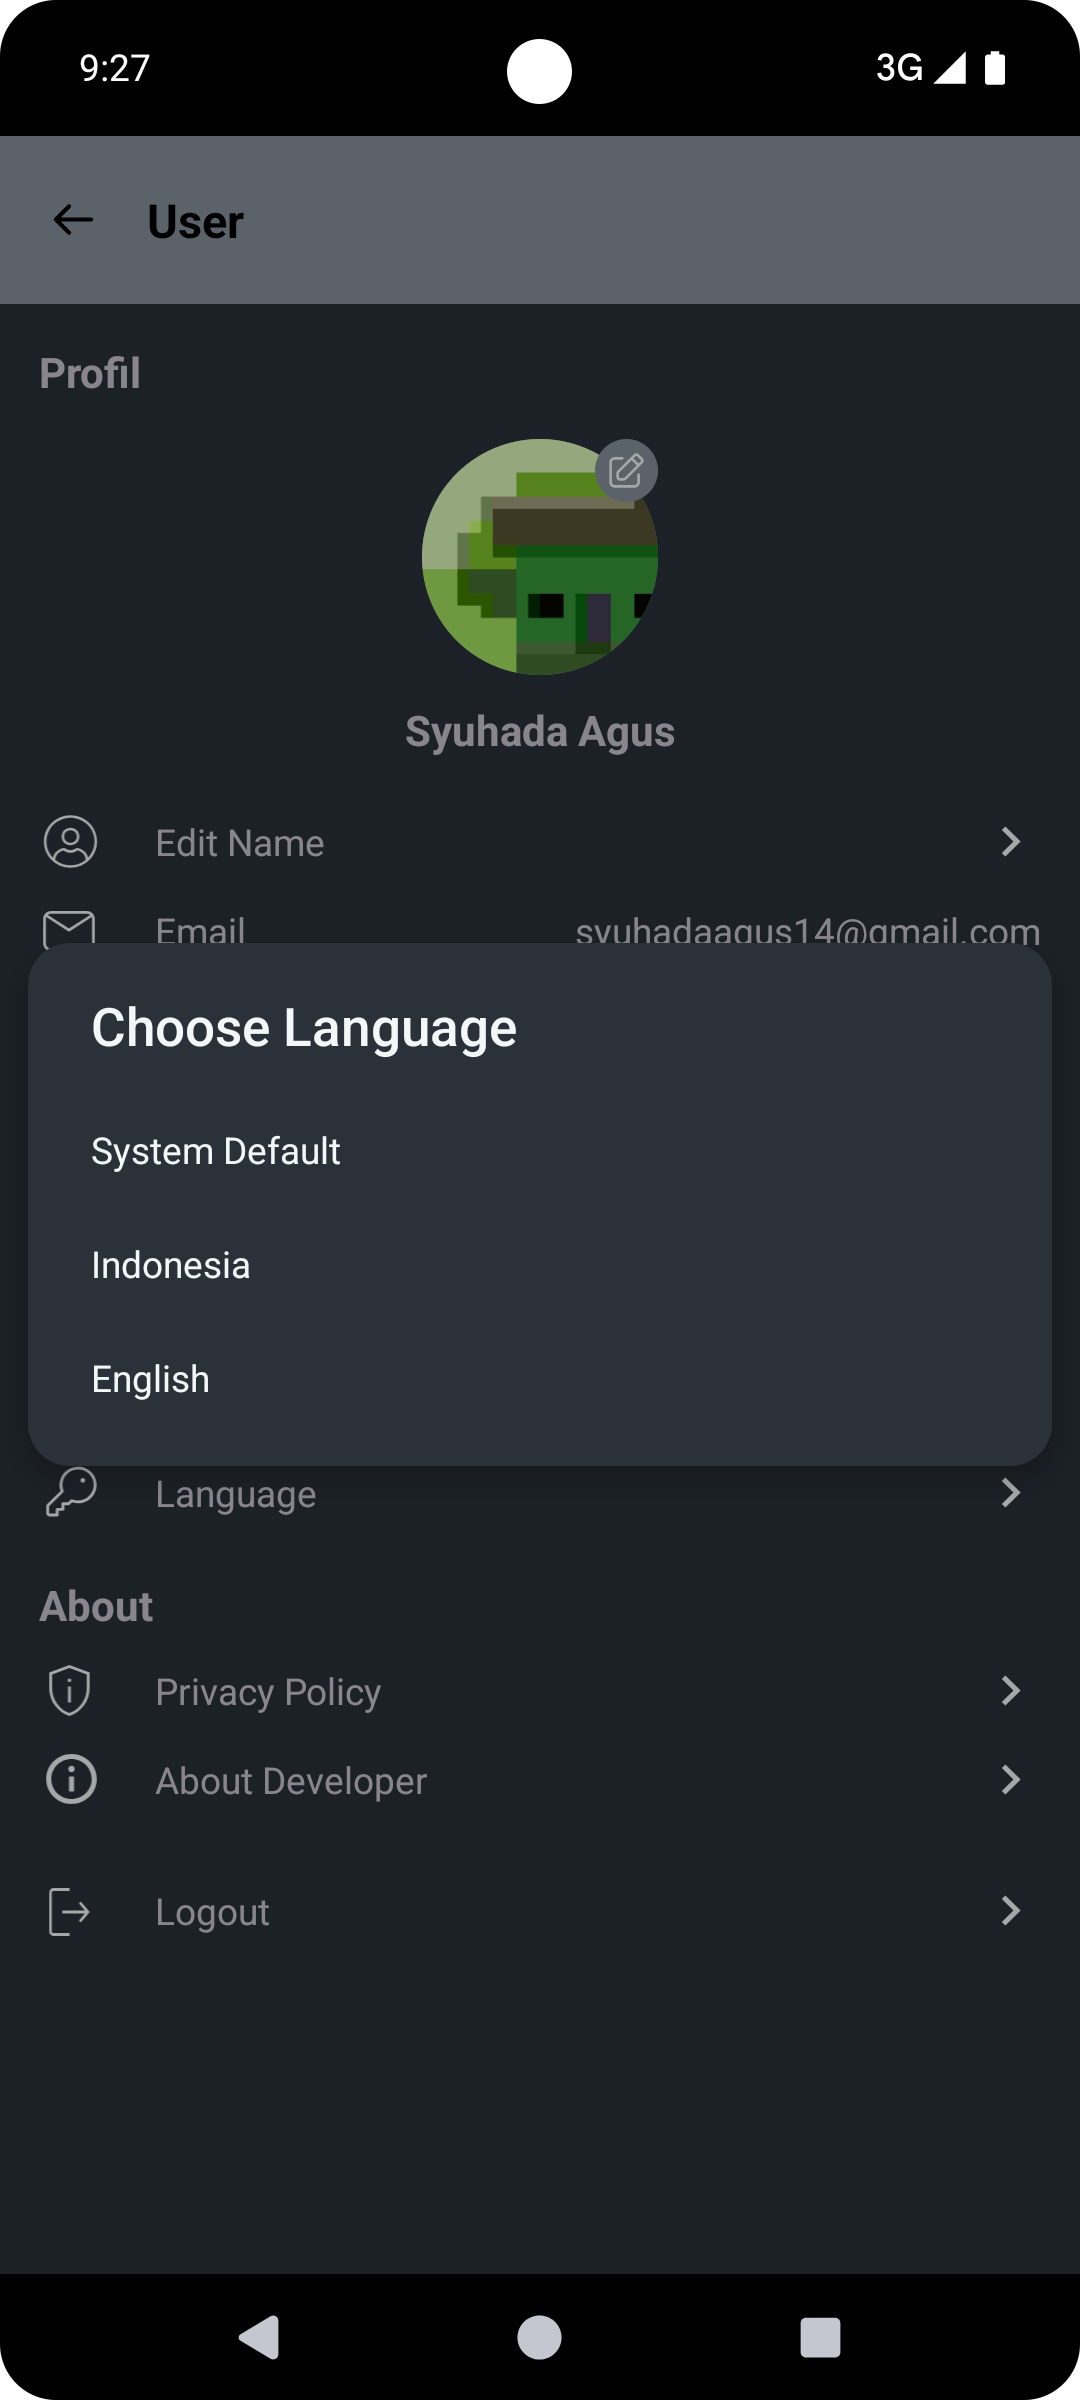 9:27
3G
User
Profil
Syuhada Agus
Edit Name
Email
syuhadaagus14@gmail.com
Choose Language
System Default
Indonesia
English
Language
About
Privacy Policy
About Developer
Logout